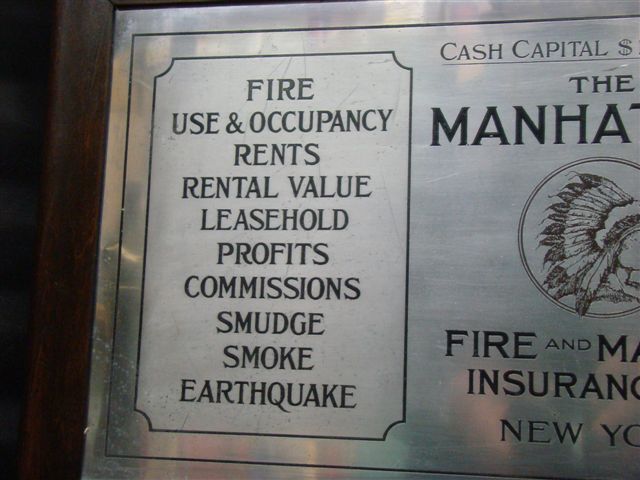 FIRE
USE & OCCUPANCY
RENTS
RENTAL VALUE
LEASEHOLD
PROFITS
COMMISSIONS
SMUDGE
SMOKE
EARTHQUAKE
CASH CAPITAL $
THE
MANHAT
FIRE AND MA
INSURANC
NEW YO